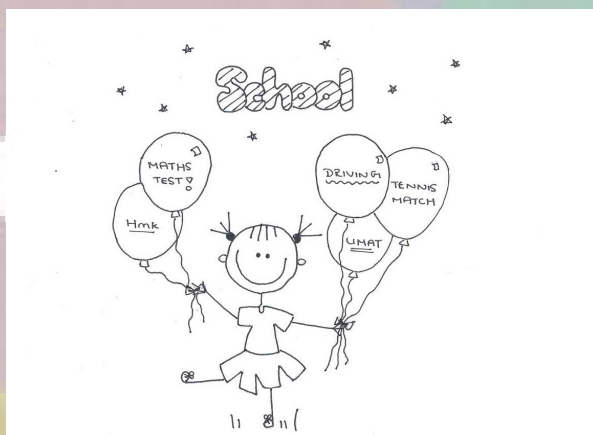 School
MATHS
TEST!
Hmk
DRIVING
TENNIS
MATCH
UMAT